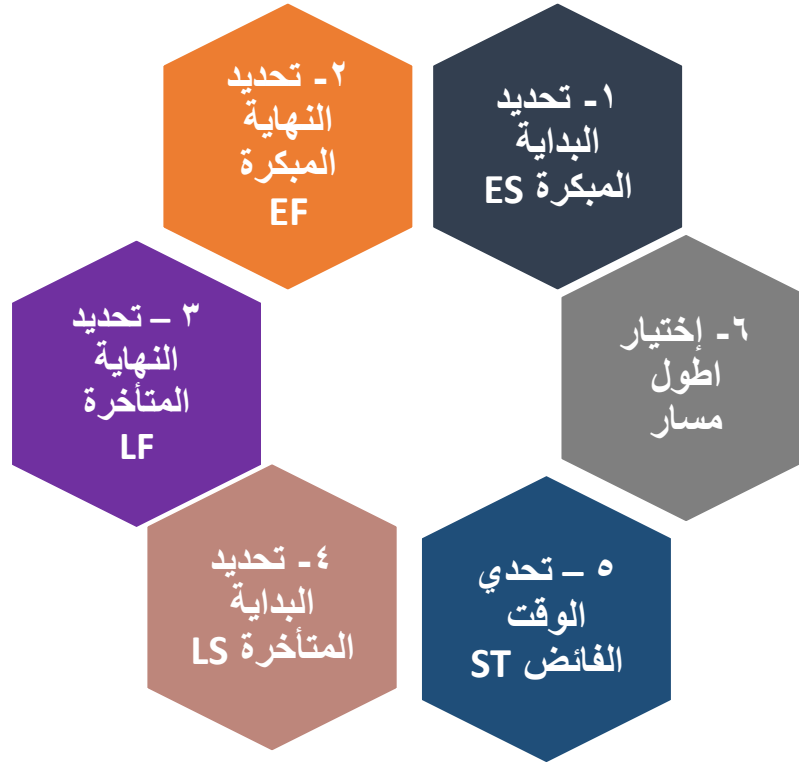 ١- تحديد
البداية
المبكرة ES
٢- تحديد
النهاية
المبكرة
EF
٣ – تحديد
النهاية
المتأخرة
LF
٤- تحديد
البداية
المتأخرة LS
٥ – تحدي
الوقت
الفائض ST
٦- إختيار
اطول
مسار